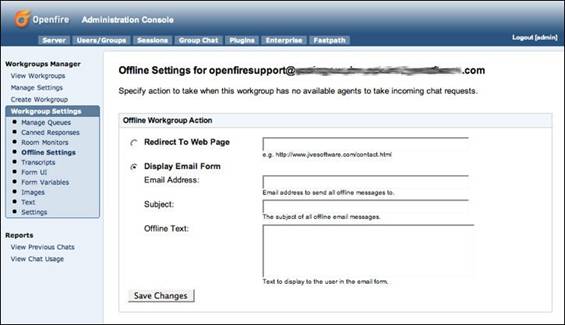 Openfire Administration Console
Server Users/Groups Sessions Group Chat Plugins Enterprise Fastpath Logout [admin]
Workgroups Manager
View Workgroups
Manage Settings
Create Workgroup
Workgroup Settings
Manage Queues
Canned Responses
Room Monitors
Offline Settings
Transcripts
Form UI
Form Variables
Images
Text
Settings
Reports
View Previous Chats
View Chat Usage
Offline Settings for openfiresupport@ .com
Specify action to take when this workgroup has no available agents to take incoming chat requests.
Offline Workgroup Action
Redirect To Web Page
e.g. http://www.jivesoftware.com/contact.html
Display Email Form
Email Address:
Email address to send all offline messages to.
Subject:
The subject of all offline email messages.
Offline Text:
Text to display to the user in the email form.
Save Changes